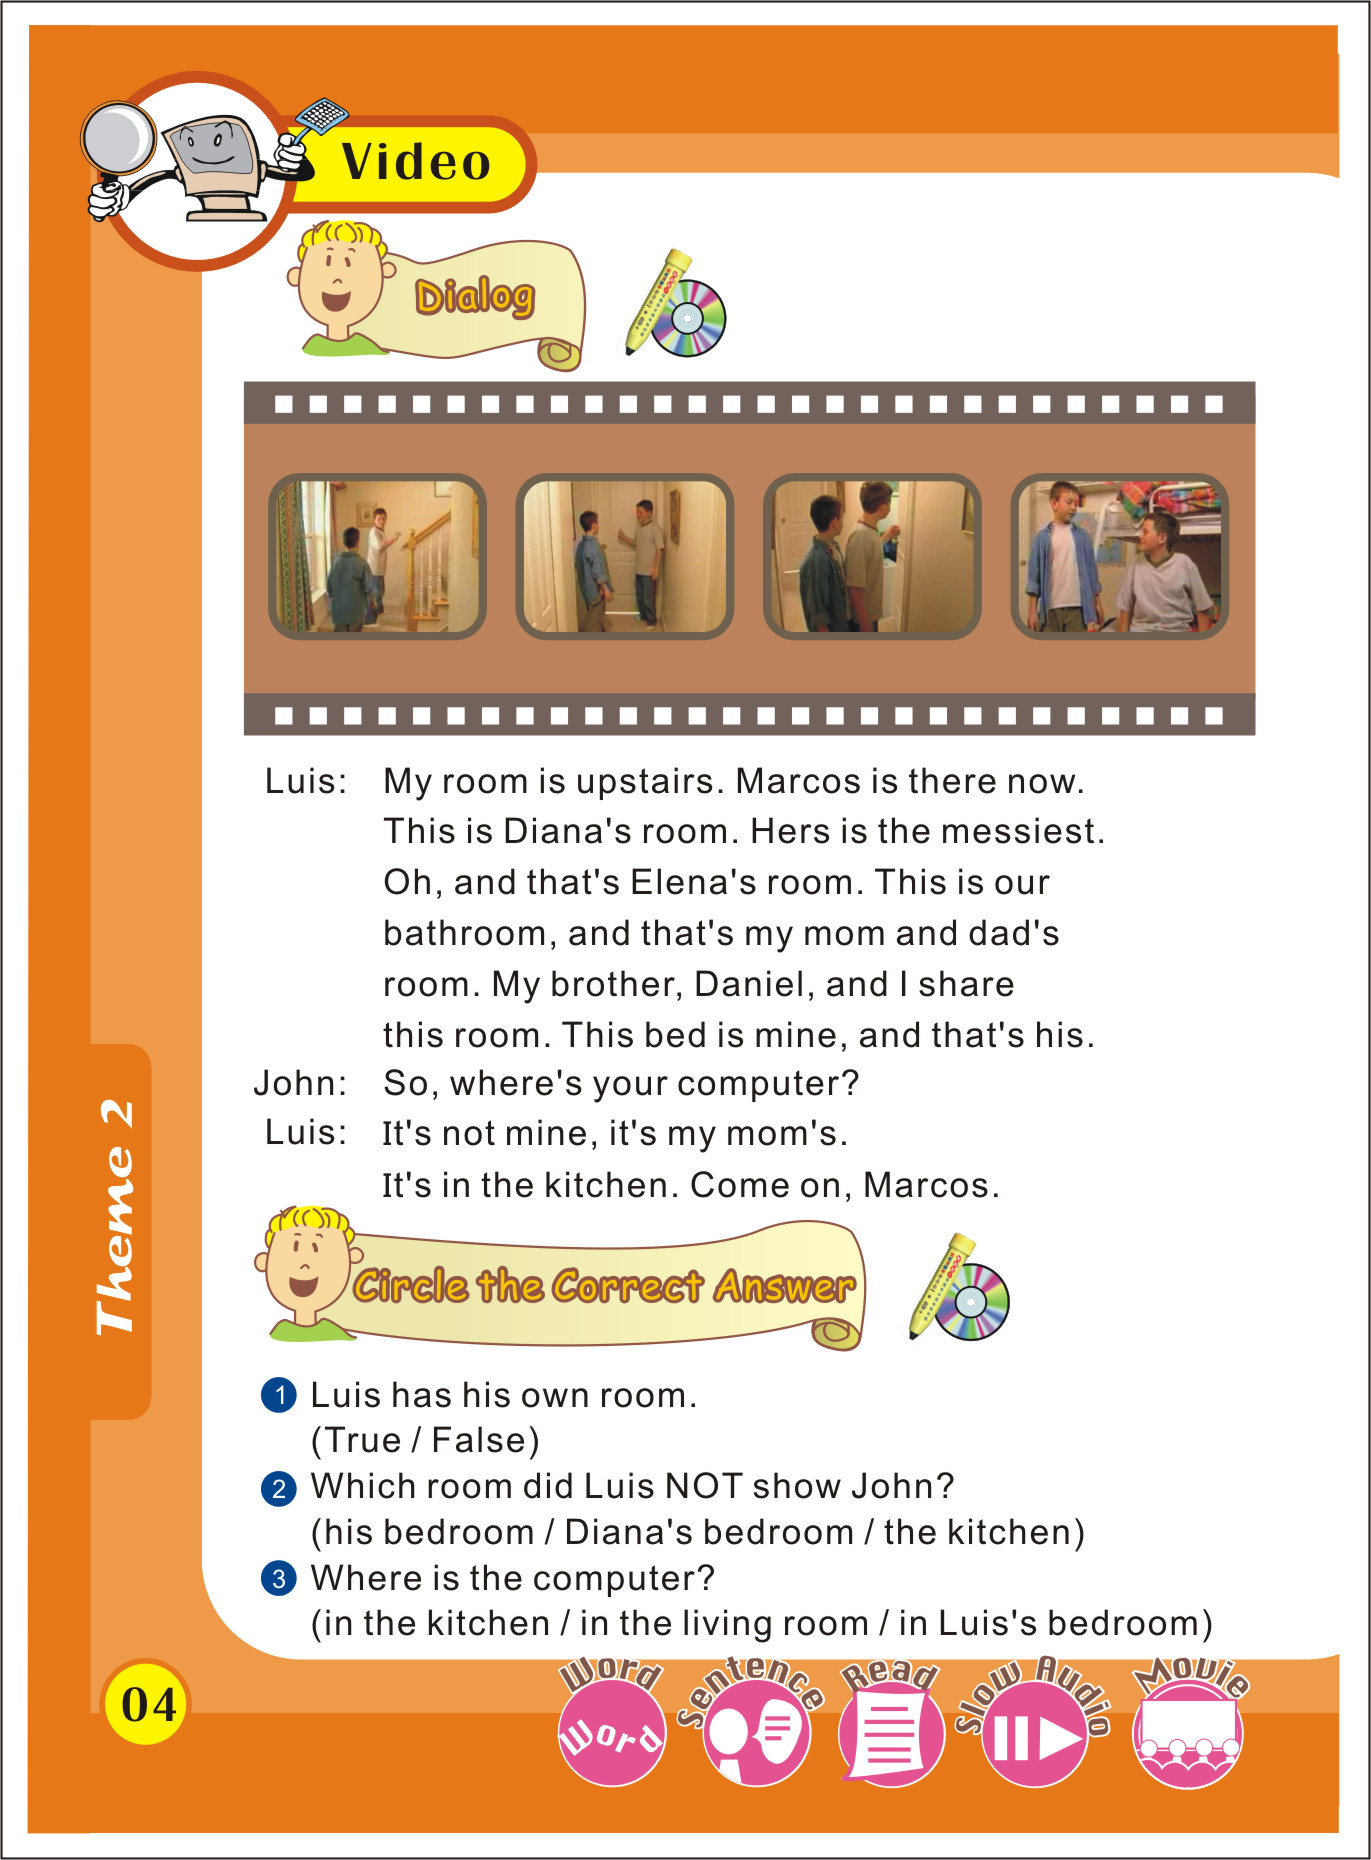 Video
Dialog
Luis: My room is upstairs. Marcos is there now.
This is Diana's room. Hers is the messiest.
Oh, and that's Elena's room. This is our
bathroom, and that's my mom and dad's
room. My brother, Daniel, and I share
this room. This bed is mine, and that's his.
John: So, where's your computer?
Luis: It's not mine, it's my mom's.
It's in the kitchen. Come on, Marcos.
Theme 2
Circle the Correct Answer
1 Luis has his own room.
(True / False)
2 Which room did Luis NOT show John?
(his bedroom / Diana's bedroom / the kitchen)
3 Where is the computer?
(in the kitchen / in the living room / in Luis's bedroom)
04
Word
Word
Sentence
Read
Slow Audio
Movie